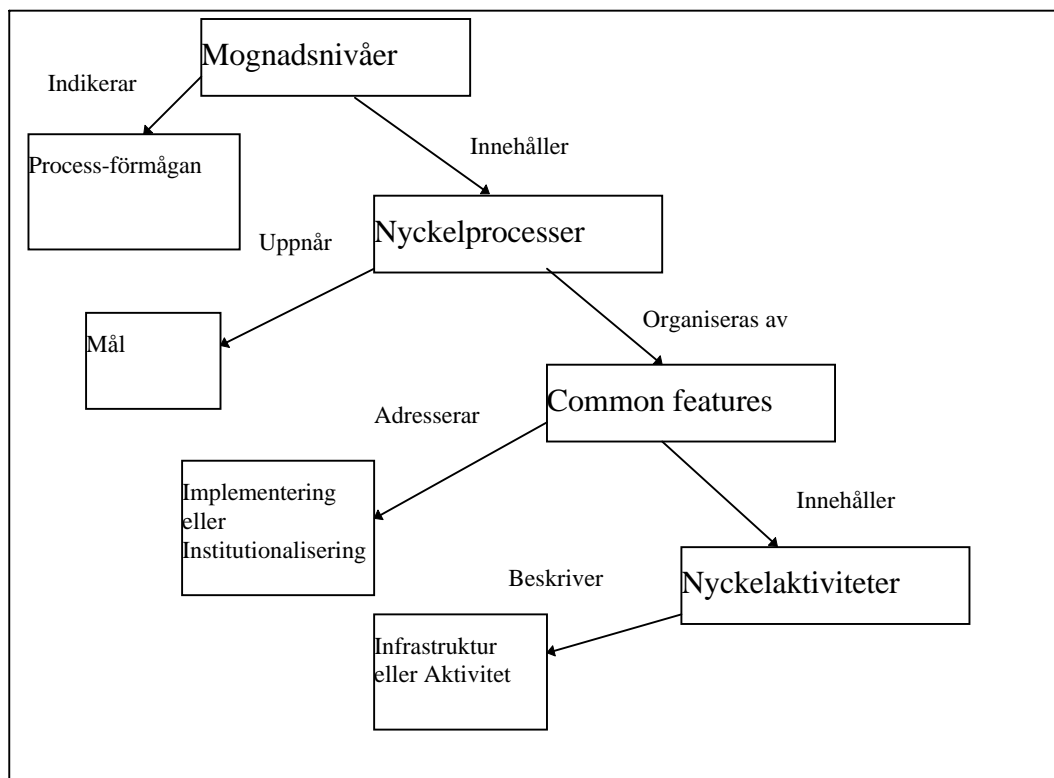 Mognadsnivåer
Indikerar
Innehåller
Process-förmågan
Nyckelprocesser
Uppnår
Organiseras av
Mål
Common features
Adresserar
Implementering
eller
Institutionalisering
Innehåller
Nyckelaktiviteter
Beskriver
Infrastruktur
eller Aktivitet